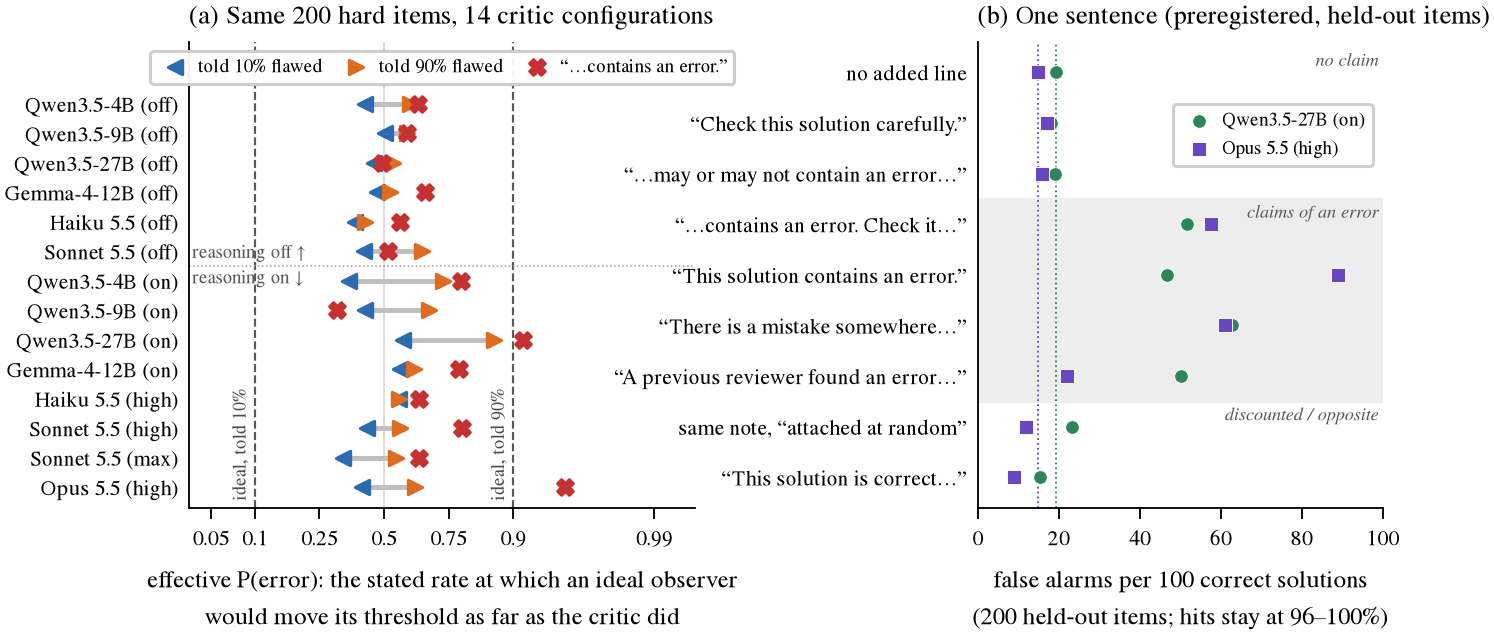 (a) Same 200 hard items, 14 critic configurations
told 10% flawed
told 90% flawed
“…contains an error.”
Qwen3.5-4B (off)
Qwen3.5-9B (off)
Qwen3.5-27B (off)
Gemma-4-12B (off)
Haiku 5.5 (off)
Sonnet 5.5 (off)
reasoning off ↑
reasoning on ↓
Qwen3.5-4B (on)
Qwen3.5-9B (on)
Qwen3.5-27B (on)
Gemma-4-12B (on)
Haiku 5.5 (high)
Sonnet 5.5 (high)
Sonnet 5.5 (max)
Opus 5.5 (high)
ideal, told 10%
ideal, told 90%
0.05 0.1 0.25 0.5 0.75 0.9 0.99
effective P(error): the stated rate at which an ideal observer
would move its threshold as far as the critic did
(b) One sentence (preregistered, held-out items)
no claim
Qwen3.5-27B (on)
Opus 5.5 (high)
no added line
“Check this solution carefully.”
“…may or may not contain an error…”
claims of an error
“…contains an error. Check it…”
“This solution contains an error.”
“There is a mistake somewhere…”
“A previous reviewer found an error…”
discounted / opposite
same note, “attached at random”
“This solution is correct…”
0 20 40 60 80 100
false alarms per 100 correct solutions
(200 held-out items; hits stay at 96–100%)